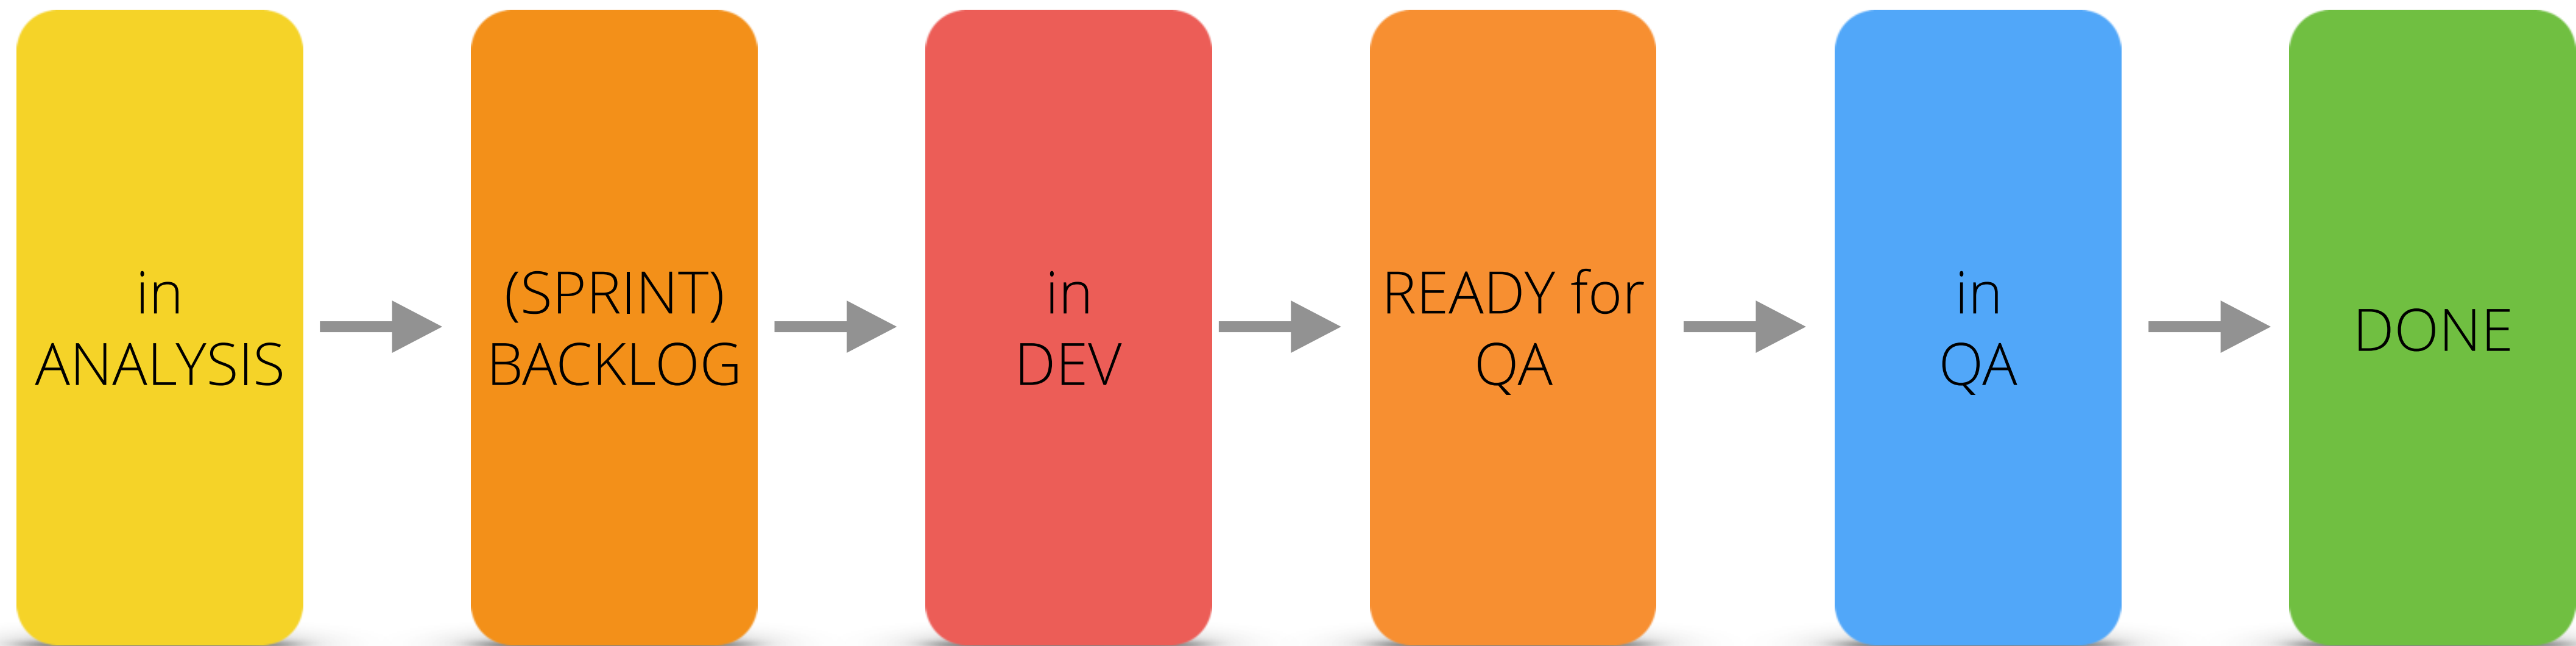 in
ANALYSIS
(SPRINT)
BACKLOG
in
DEV
READY for
QA
in
QA
DONE